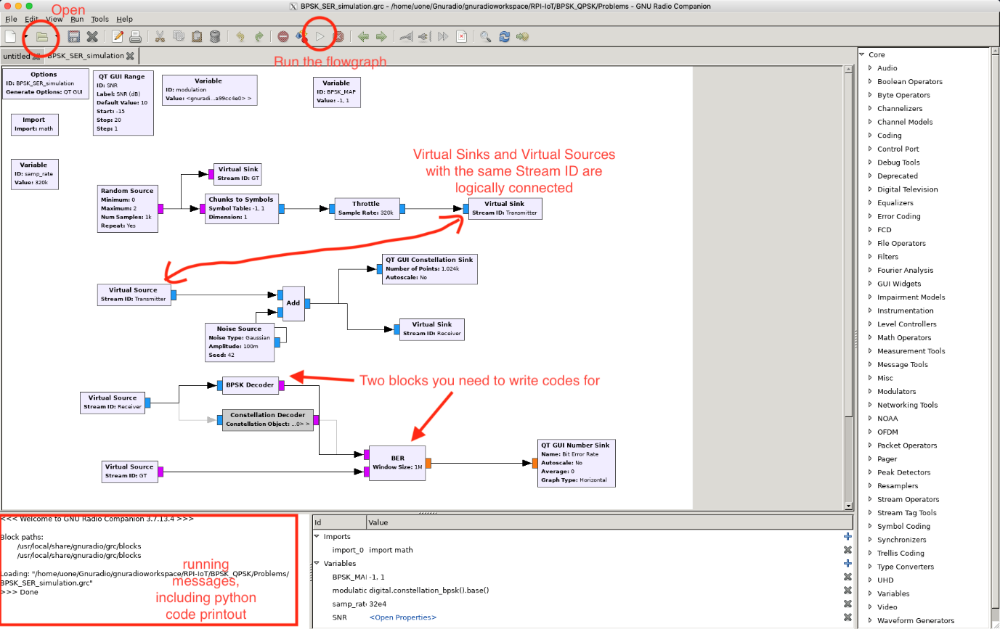 BPSK_SER_simulation.grc - /home/uone/Gnuradio/gnuradioworkspace/RPI-IoT/BPSK_QPSK/Problems - GNU Radio Companion
Open
File Edit View Run Tools Help
Run the flowgraph
untitled BPSK_SER_simulation
Options
ID: BPSK_SER_simulation
Generate Options: QT GUI
QT GUI Range
ID: SNR
Label: SNR (dB)
Default Value: 10
Start: -15
Stop: 20
Step: 1
Variable
ID: modulation
Value: <gnuradi...a99cc4e0> >
Variable
ID: BPSK_MAP
Value: -1, 1
Import
Import: math
Variable
ID: samp_rate
Value: 320k
Virtual Sinks and Virtual Sources
with the same Stream ID are
logically connected
Virtual Sink
Stream ID: GT
Random Source
Minimum: 0
Maximum: 2
Num Samples: 1k
Repeat: Yes
Chunks to Symbols
Symbol Table: -1, 1
Dimension: 1
Throttle
Sample Rate: 320k
Virtual Sink
Stream ID: Transmitter
QT GUI Constellation Sink
Number of Points: 1.024k
Autoscale: No
Virtual Source
Stream ID: Transmitter
Add
Virtual Sink
Stream ID: Receiver
Noise Source
Noise Type: Gaussian
Amplitude: 100m
Seed: 42
Two blocks you need to write codes for
BPSK Decoder
Virtual Source
Stream ID: Receiver
Constellation Decoder
Constellation Object: ...0> >
BER
Window Size: 1M
QT GUI Number Sink
Name: Bit Error Rate
Autoscale: No
Average: 0
Graph Type: Horizontal
Virtual Source
Stream ID: GT
<<< Welcome to GNU Radio Companion 3.7.13.4 >>>
Block paths:
/usr/local/share/gnuradio/grc/blocks
/usr/local/share/gnuradio/grc/blocks
Loading: "/home/uone/Gnuradio/gnuradioworkspace/RPI-IoT/BPSK_QPSK/Problems/
BPSK_SER_simulation.grc"
>>> Done
running
messages,
including python
code printout
Id Value
Imports
import_0 import math
Variables
BPSK_MAI -1, 1
modulatic digital.constellation_bpsk().base()
samp_rat 32e4
SNR <Open Properties>
Core
Audio
Boolean Operators
Byte Operators
Channelizers
Channel Models
Coding
Control Port
Debug Tools
Deprecated
Digital Television
Equalizers
Error Coding
FCD
File Operators
Filters
Fourier Analysis
GUI Widgets
Impairment Models
Instrumentation
Level Controllers
Math Operators
Measurement Tools
Message Tools
Misc
Modulators
Networking Tools
NOAA
OFDM
Packet Operators
Pager
Peak Detectors
Resamplers
Stream Operators
Stream Tag Tools
Symbol Coding
Synchronizers
Trellis Coding
Type Converters
UHD
Variables
Video
Waveform Generators